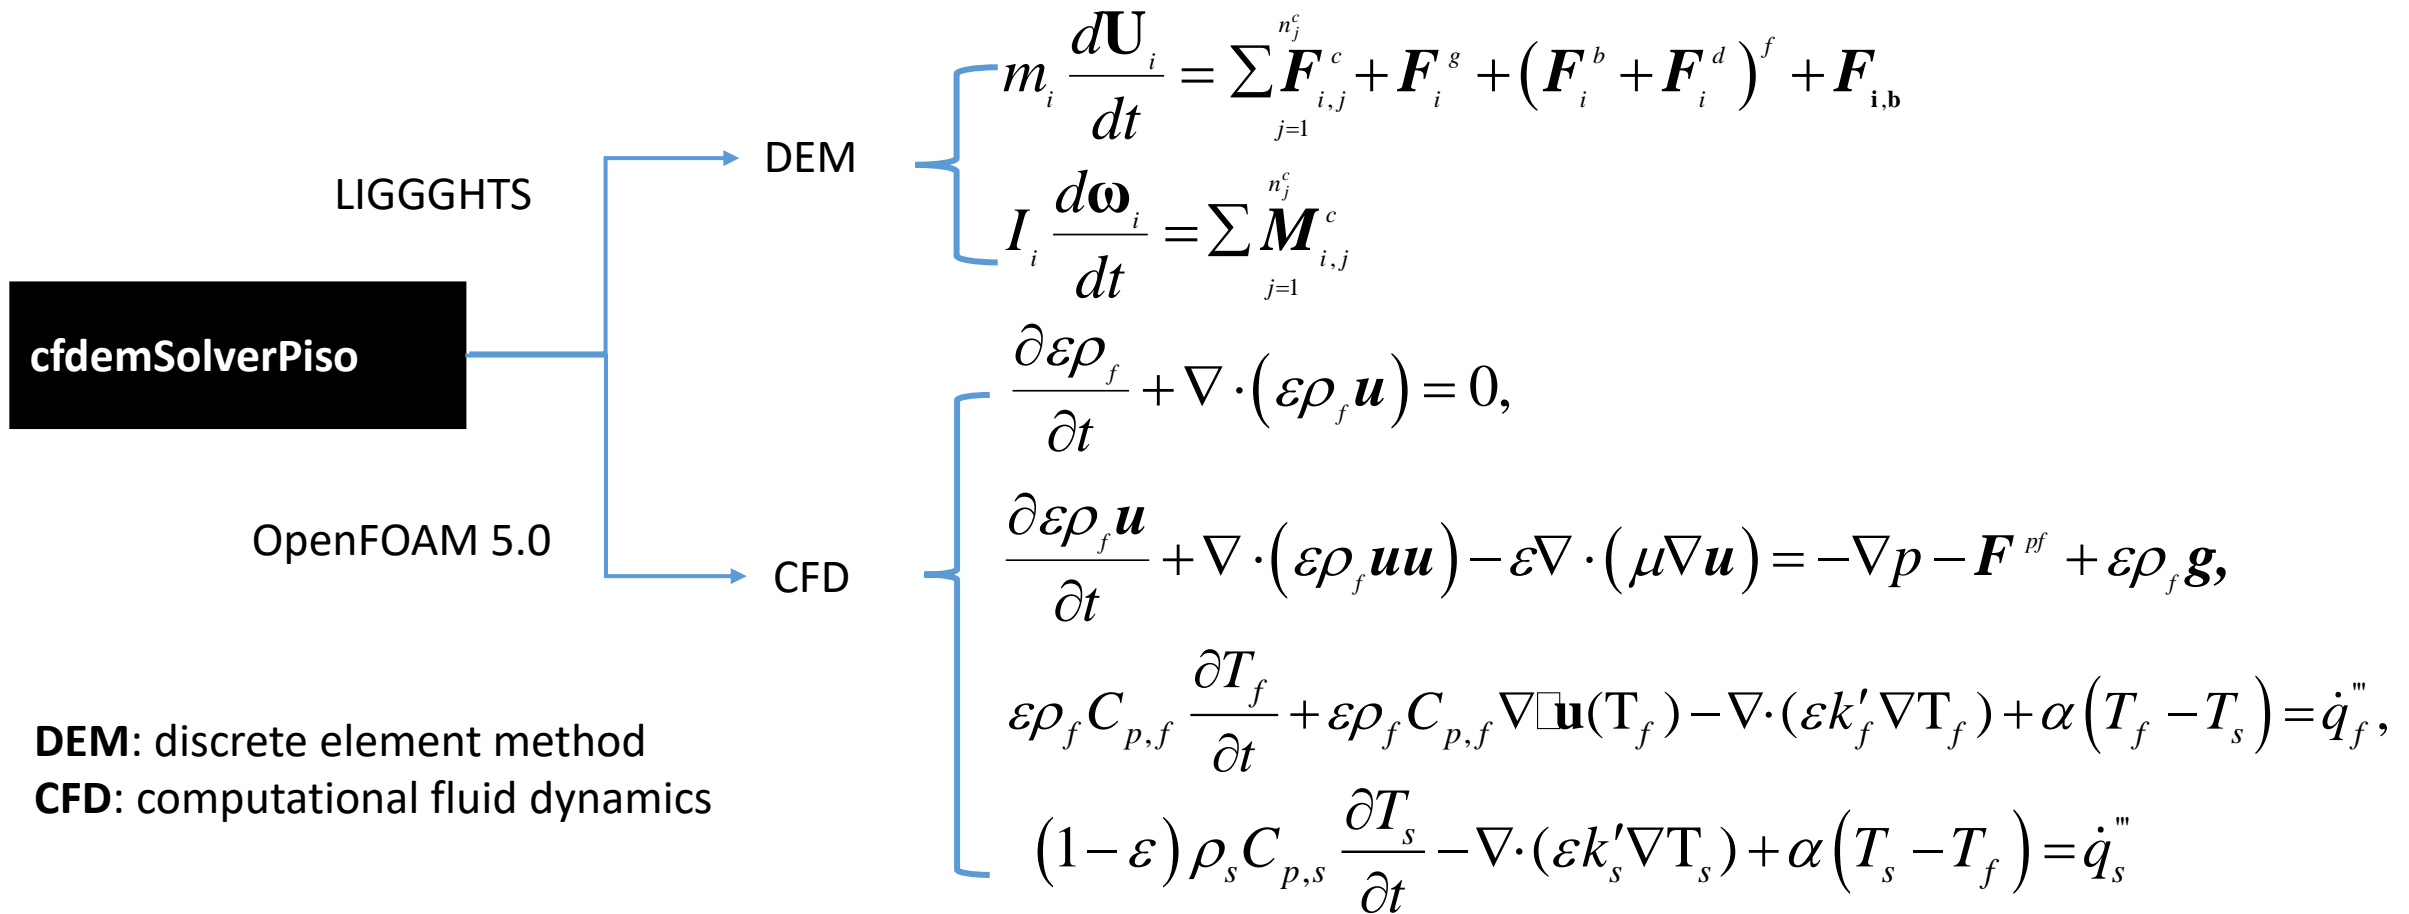 m_i dU_i/dt = ∑_{j=1}^{n_j^c} F_{i,j}^c + F_i^g + (F_i^b + F_i^d)^f + F_{i,b}
DEM
LIGGGHTS
I_i dω_i/dt = ∑_{j=1}^{n_j^c} M_{i,j}^c
cfdemSolverPiso
∂ερ_f/∂t + ∇·(ερ_f u) = 0,
OpenFOAM 5.0
CFD
∂ερ_f u/∂t + ∇·(ερ_f uu) − ε∇·(μ∇u) = −∇p − F^{pf} + ερ_f g,
ερ_f C_{p,f} ∂T_f/∂t + ερ_f C_{p,f} ∇□u(T_f) − ∇·(εk′_f ∇T_f) + α(T_f − T_s) = q̇_f^{'''},
(1 − ε)ρ_s C_{p,s} ∂T_s/∂t − ∇·(εk′_s ∇T_s) + α(T_s − T_f) = q̇_s^{'''}
DEM: discrete element method
CFD: computational fluid dynamics